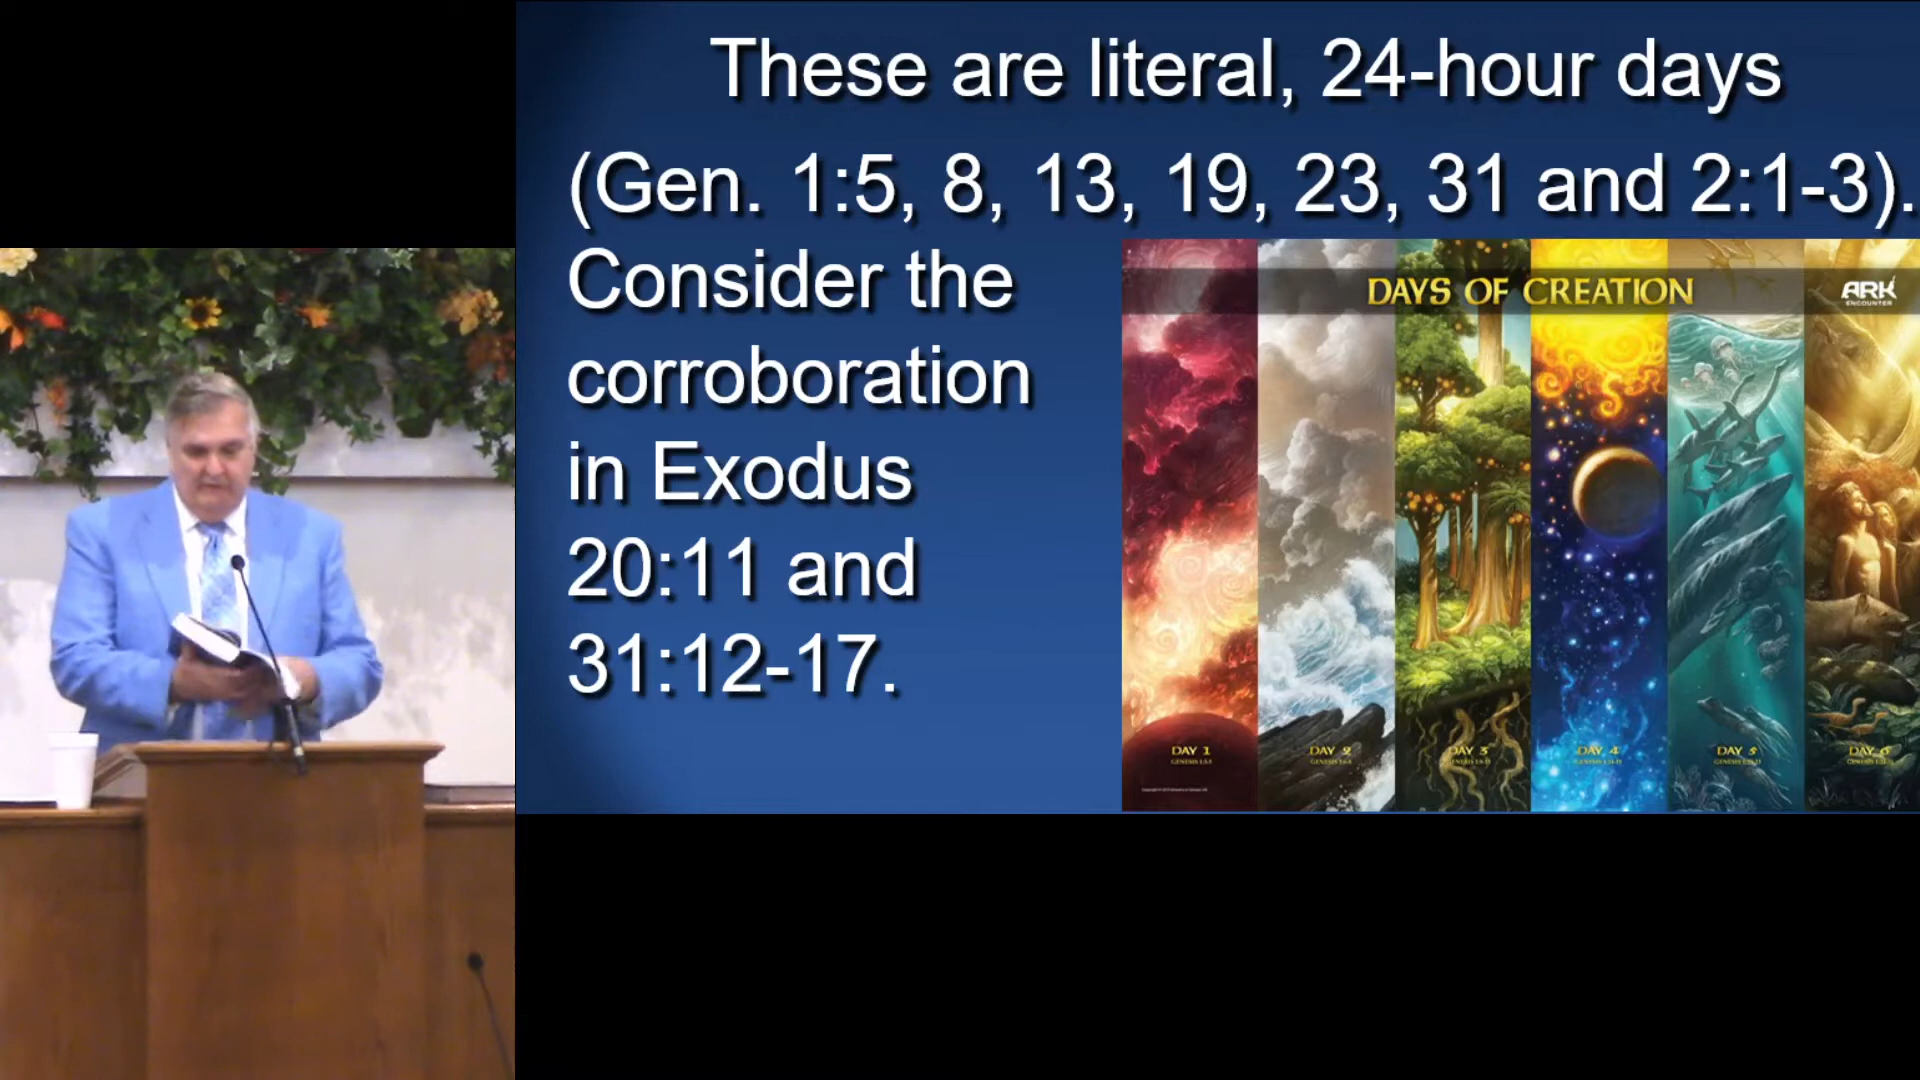 These are literal, 24-hour days
(Gen. 1:5, 8, 13, 19, 23, 31 and 2:1-3).
Consider the
corroboration
in Exodus
20:11 and
31:12-17.
DAYS OF CREATION
ARK
ENCOUNTER
DAY 1
DAY 2
DAY 3
DAY 4
DAY 5
DAY 6